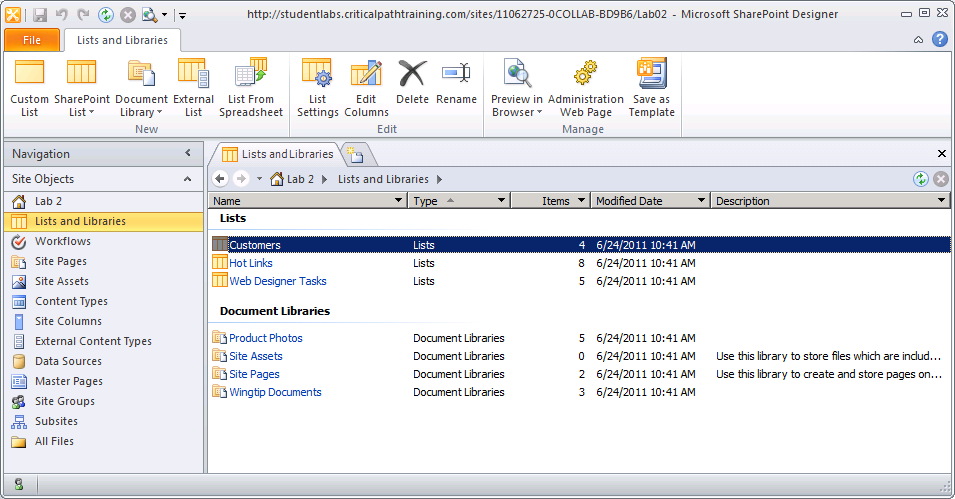 http://studentlabs.criticalpathtraining.com/sites/11062725-0COLLAB-BD9B6/Lab02 - Microsoft SharePoint Designer
File Lists and Libraries
Custom List
SharePoint List
Document Library
External List
List From Spreadsheet
List Settings
Edit Columns
Delete
Rename
Preview in Browser
Administration Web Page
Save as Template
New Edit Manage
Navigation
Site Objects
Lab 2
Lists and Libraries
Workflows
Site Pages
Site Assets
Content Types
Site Columns
External Content Types
Data Sources
Master Pages
Site Groups
Subsites
All Files
Lists and Libraries
Lab 2 Lists and Libraries
Name Type Items Modified Date Description
Lists
Customers Lists 4 6/24/2011 10:41 AM
Hot Links Lists 8 6/24/2011 10:41 AM
Web Designer Tasks Lists 5 6/24/2011 10:41 AM
Document Libraries
Product Photos Document Libraries 5 6/24/2011 10:41 AM
Site Assets Document Libraries 0 6/24/2011 10:41 AM Use this library to store files which are includ...
Site Pages Document Libraries 2 6/24/2011 10:41 AM Use this library to create and store pages on...
Wingtip Documents Document Libraries 3 6/24/2011 10:41 AM